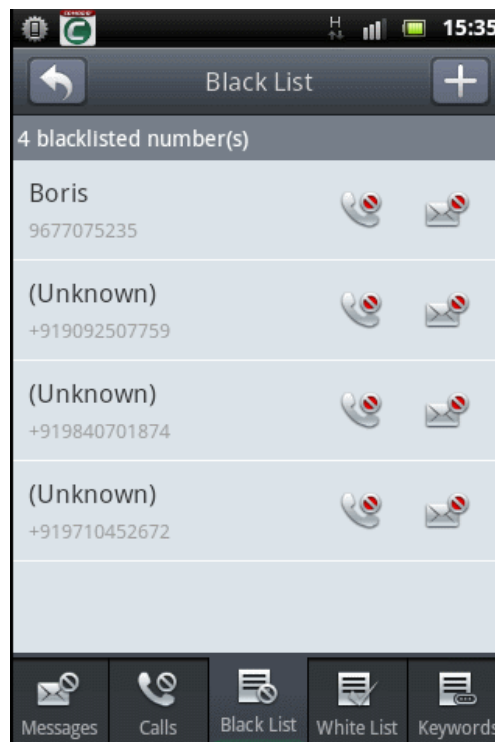 H
15:35
Black List
4 blacklisted number(s)
Boris
9677075235
(Unknown)
+919092507759
(Unknown)
+919840701874
(Unknown)
+919710452672
Messages Calls Black List White List Keywords